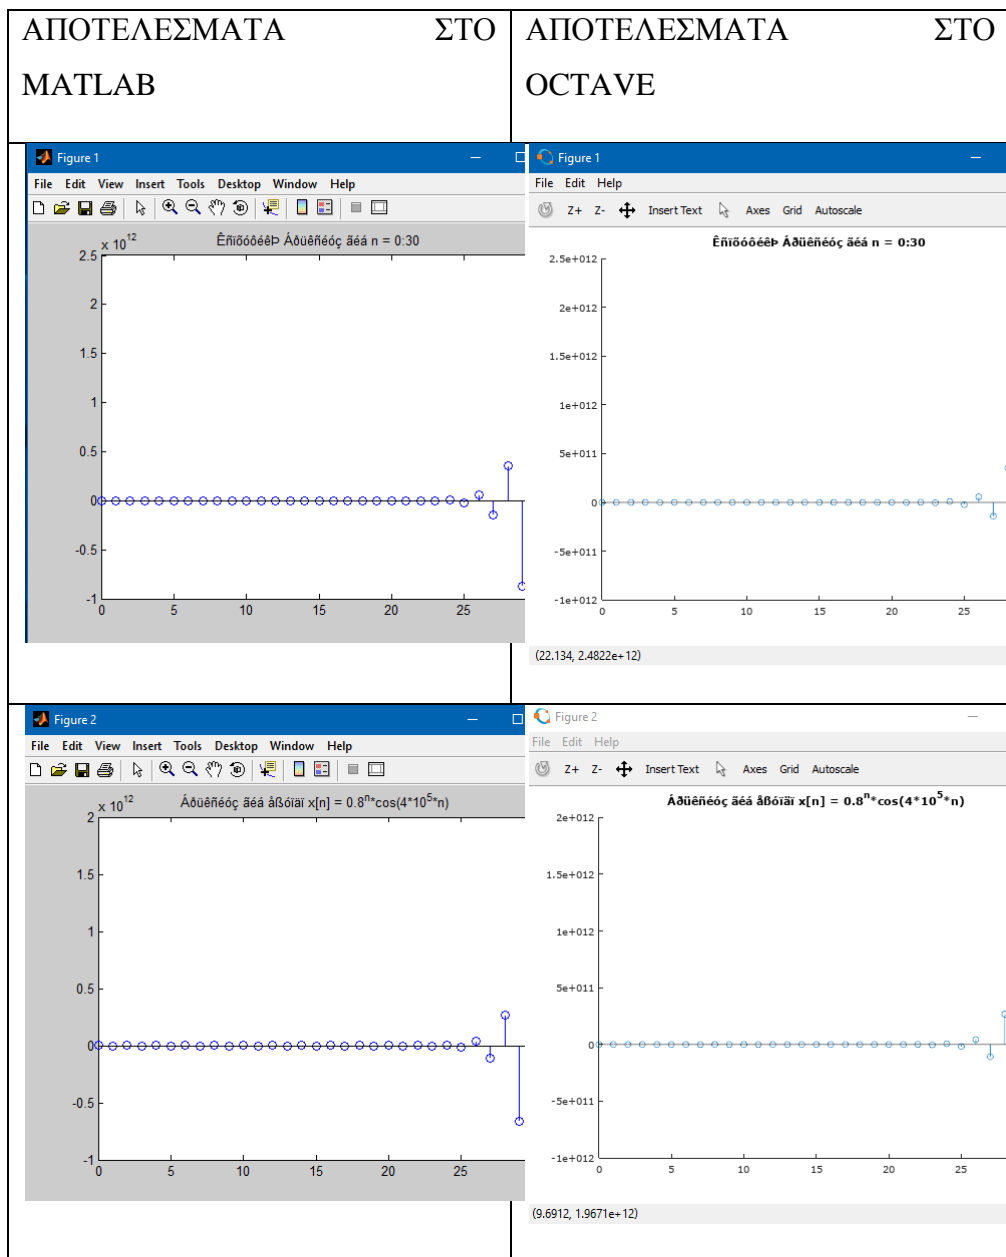 ΑΠΟΤΕΛΕΣΜΑΤΑ ΣΤΟ
MATLAB
ΑΠΟΤΕΛΕΣΜΑΤΑ ΣΤΟ
OCTAVE
Figure 1
File Edit View Insert Tools Desktop Window Help
x 10^12
ÊñïõóôéêÞ Áðüêñéóç ãéá n = 0:30
2.5
2
1.5
1
0.5
0
-0.5
-1
0 5 10 15 20 25
Figure 1
File Edit Help
Z+ Z- Insert Text Axes Grid Autoscale
ÊñïõóôéêÞ Áðüêñéóç ãéá n = 0:30
2.5e+012
2e+012
1.5e+012
1e+012
5e+011
0
-5e+011
-1e+012
0 5 10 15 20 25
(22.134, 2.4822e+12)
Figure 2
File Edit View Insert Tools Desktop Window Help
x 10^12
Áðüêñéóç ãéá åßóïäï x[n] = 0.8^n*cos(4*10^5*n)
2
1.5
1
0.5
0
-0.5
-1
0 5 10 15 20 25
Figure 2
File Edit Help
Z+ Z- Insert Text Axes Grid Autoscale
Áðüêñéóç ãéá åßóïäï x[n] = 0.8^n*cos(4*10^5*n)
2e+012
1.5e+012
1e+012
5e+011
0
-5e+011
-1e+012
0 5 10 15 20 25
(9.6912, 1.9671e+12)